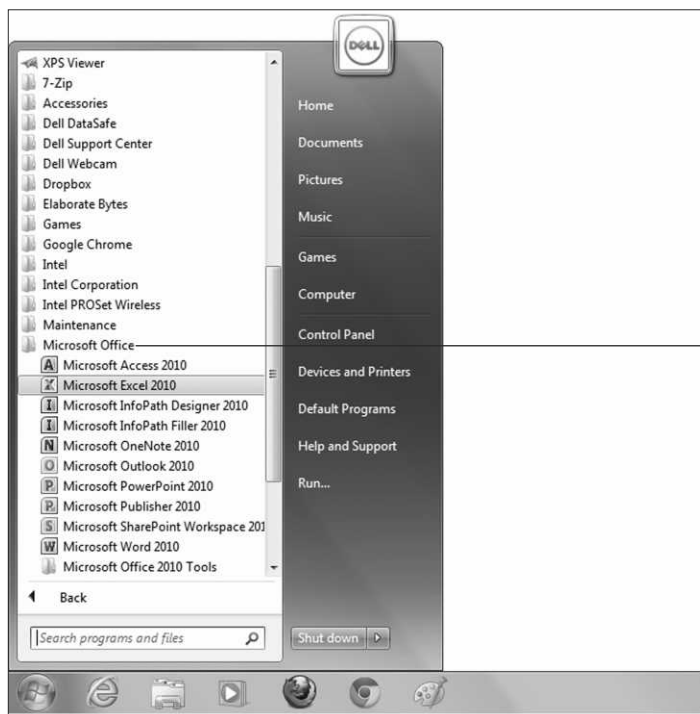 DELL
XPS Viewer
7-Zip
Accessories
Dell DataSafe
Dell Support Center
Dell Webcam
Dropbox
Elaborate Bytes
Games
Google Chrome
Intel
Intel Corporation
Intel PROSet Wireless
Maintenance
Microsoft Office
Microsoft Access 2010
Microsoft Excel 2010
Microsoft InfoPath Designer 2010
Microsoft InfoPath Filler 2010
Microsoft OneNote 2010
Microsoft Outlook 2010
Microsoft PowerPoint 2010
Microsoft Publisher 2010
Microsoft SharePoint Workspace 201
Microsoft Word 2010
Microsoft Office 2010 Tools
Back
Search programs and files
Home
Documents
Pictures
Music
Games
Computer
Control Panel
Devices and Printers
Default Programs
Help and Support
Run...
Shut down